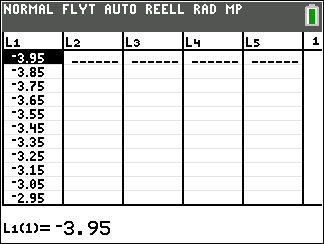 NORMAL FLYT AUTO REELL RAD MP
L1 L2 L3 L4 L5 1
-3.95 ------ ------ ------ ------
-3.85
-3.75
-3.65
-3.55
-3.45
-3.35
-3.25
-3.15
-3.05
-2.95
L1(1)=-3.95